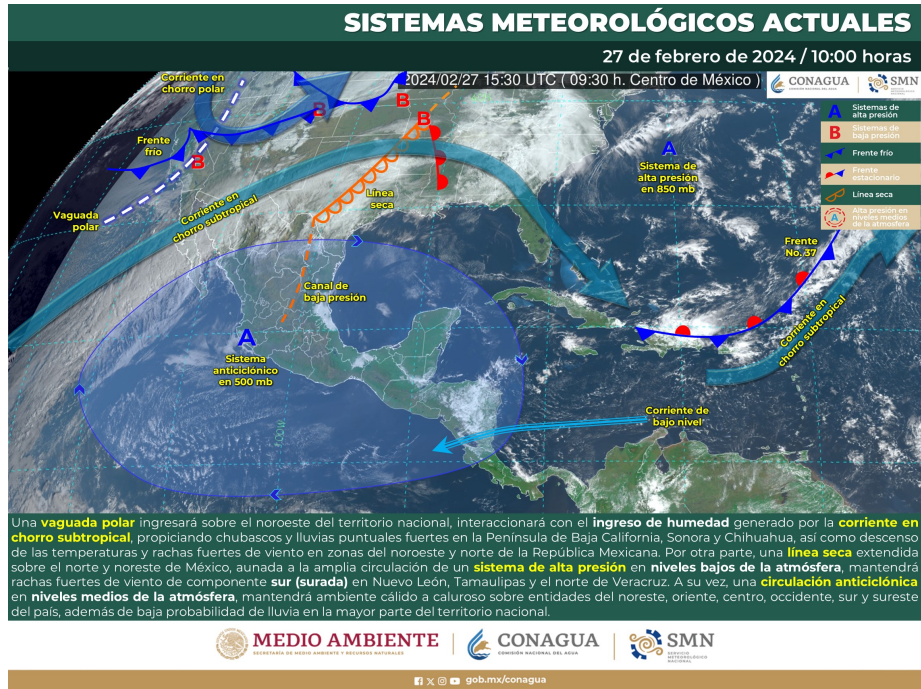 SISTEMAS METEOROLÓGICOS ACTUALES
27 de febrero de 2024 / 10:00 horas
2024/02/27 15:30 UTC ( 09:30 h. Centro de México )
CONAGUA
COMISIÓN NACIONAL DEL AGUA
SMN
SERVICIO
METEOROLÓGICO
NACIONAL
Corriente en
chorro polar
B
B
B
B
Frente
frío
Vaguada
polar
Corriente en
chorro subtropical
Línea
seca
A
Sistema de
alta presión
en 850 mb
A
Sistemas de
alta presión
B
Sistemas de
baja presión
Frente frío
Frente
estacionario
Línea seca
A
Alta presión en
niveles medios
de la atmósfera
Frente
No. 37
Canal de
baja presión
A
Sistema
anticiclónico
en 500 mb
Corriente en
chorro subtropical
Corriente de
bajo nivel
100°W
Una vaguada polar ingresará sobre el noroeste del territorio nacional, interaccionará con el ingreso de humedad generado por la corriente en
chorro subtropical, propiciando chubascos y lluvias puntuales fuertes en la Península de Baja California, Sonora y Chihuahua, así como descenso
de las temperaturas y rachas fuertes de viento en zonas del noroeste y norte de la República Mexicana. Por otra parte, una línea seca extendida
sobre el norte y noreste de México, aunada a la amplia circulación de un sistema de alta presión en niveles bajos de la atmósfera, mantendrá
rachas fuertes de viento de componente sur (surada) en Nuevo León, Tamaulipas y el norte de Veracruz. A su vez, una circulación anticiclónica
en niveles medios de la atmósfera, mantendrá ambiente cálido a caluroso sobre entidades del noreste, oriente, centro, occidente, sur y sureste
del país, además de baja probabilidad de lluvia en la mayor parte del territorio nacional.
MEDIO AMBIENTE
SECRETARÍA DE MEDIO AMBIENTE Y RECURSOS NATURALES
CONAGUA
COMISIÓN NACIONAL DEL AGUA
SMN
SERVICIO
METEOROLÓGICO
NACIONAL
gob.mx/conagua